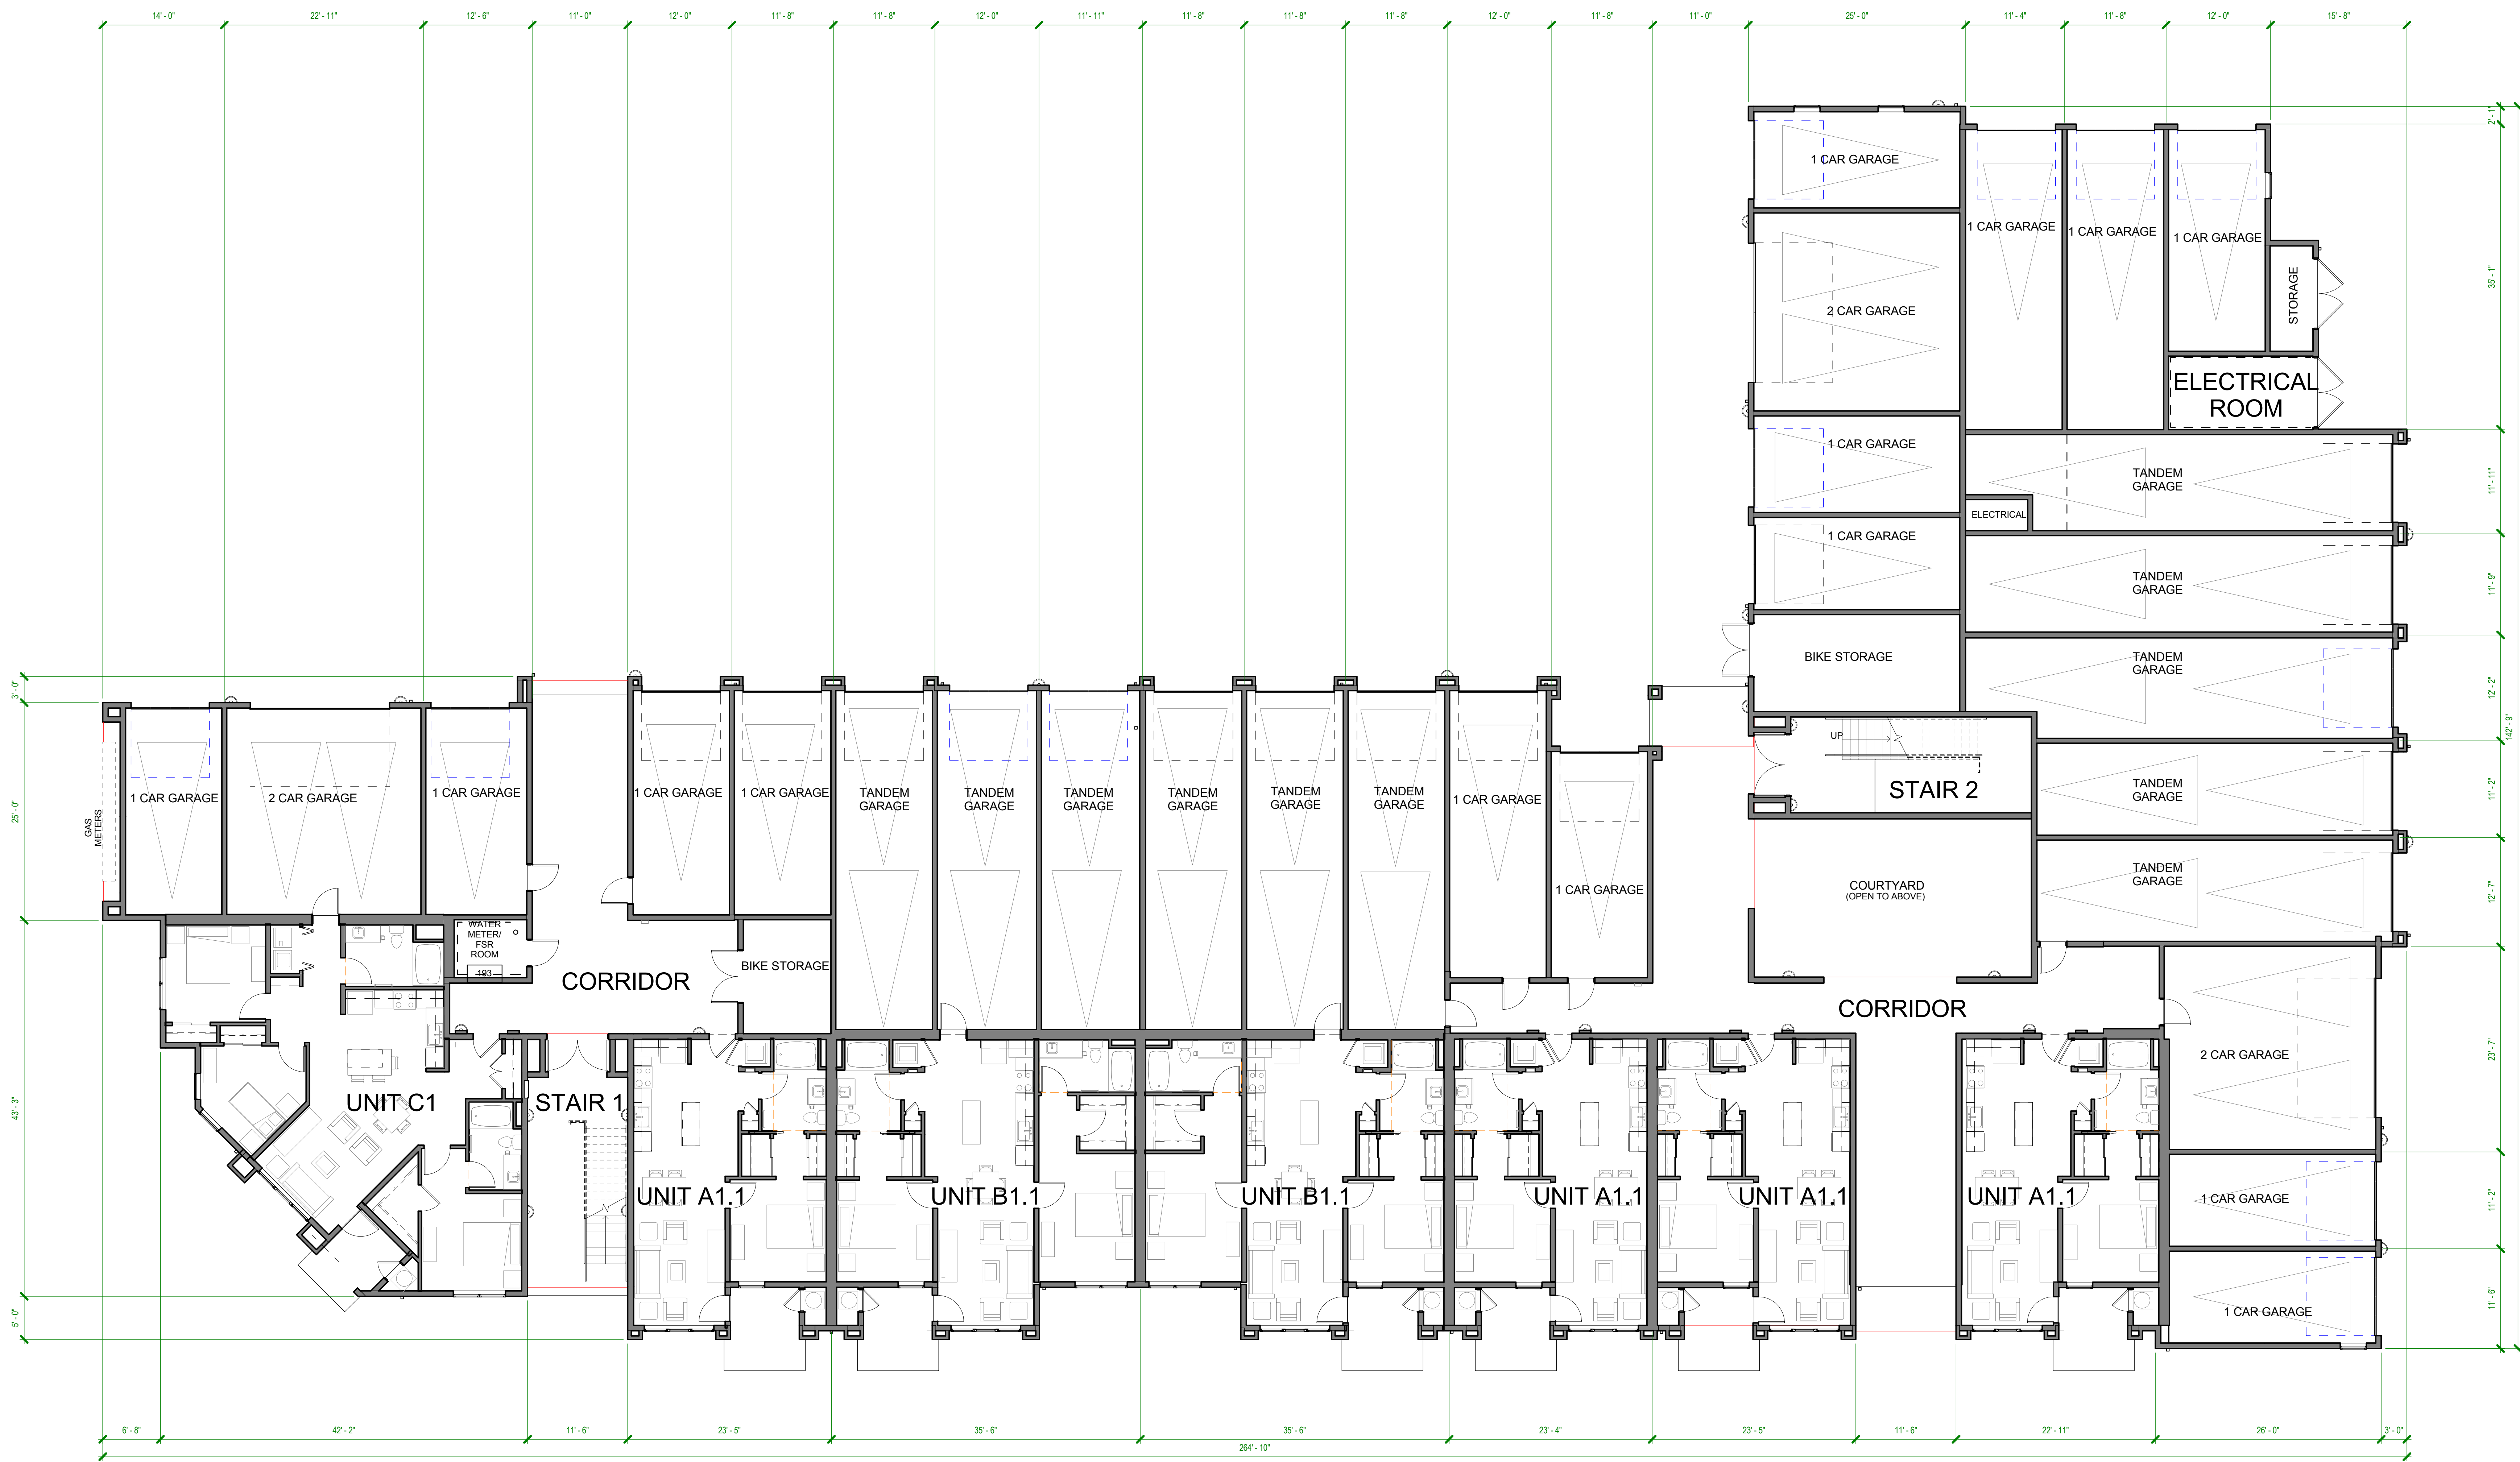 14' - 0"
22' - 11"
12' - 6"
11' - 0"
12' - 0"
11' - 8"
11' - 8"
12' - 0"
11' - 11"
11' - 8"
11' - 8"
11' - 8"
12' - 0"
11' - 8"
11' - 0"
25' - 0"
11' - 4"
11' - 8"
12' - 0"
15' - 8"
2' - 1"
35' - 1"
11' - 11"
11' - 9"
12' - 2"
142' - 9"
11' - 2"
12' - 7"
23' - 7"
11' - 2"
11' - 6"
3' - 0"
25' - 0"
43' - 3"
5' - 0"
1 CAR GARAGE
1 CAR GARAGE
1 CAR GARAGE
1 CAR GARAGE
2 CAR GARAGE
STORAGE
ELECTRICAL
ROOM
1 CAR GARAGE
TANDEM
GARAGE
ELECTRICAL
1 CAR GARAGE
TANDEM
GARAGE
BIKE STORAGE
TANDEM
GARAGE
UP
STAIR 2
TANDEM
GARAGE
COURTYARD
(OPEN TO ABOVE)
TANDEM
GARAGE
GAS
METERS
1 CAR GARAGE
2 CAR GARAGE
1 CAR GARAGE
1 CAR GARAGE
1 CAR GARAGE
TANDEM
GARAGE
TANDEM
GARAGE
TANDEM
GARAGE
TANDEM
GARAGE
TANDEM
GARAGE
TANDEM
GARAGE
1 CAR GARAGE
1 CAR GARAGE
WATER
METER/
FSR
ROOM
193
CORRIDOR
BIKE STORAGE
CORRIDOR
2 CAR GARAGE
UNIT C1
STAIR 1
UNIT A1.1
UNIT B1.1
UNIT B1.1
UNIT A1.1
UNIT A1.1
UNIT A1.1
1 CAR GARAGE
1 CAR GARAGE
6' - 8"
42' - 2"
11' - 6"
23' - 5"
35' - 6"
35' - 6"
23' - 4"
23' - 5"
11' - 6"
22' - 11"
26' - 0"
3' - 0"
264' - 10"